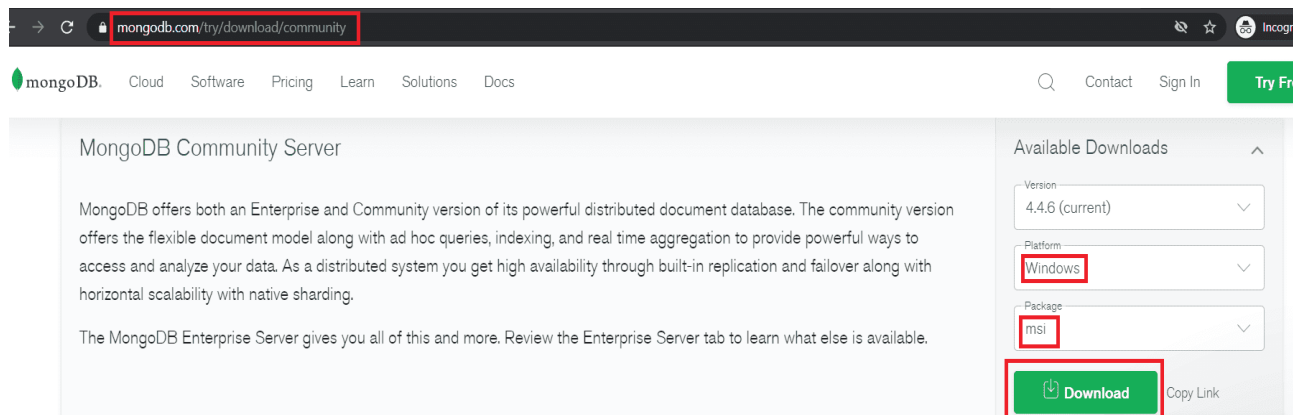 mongodb.com/try/download/community
Incogn
mongoDB.
Cloud
Software
Pricing
Learn
Solutions
Docs
Contact
Sign In
Try Fr
MongoDB Community Server
MongoDB offers both an Enterprise and Community version of its powerful distributed document database. The community version
offers the flexible document model along with ad hoc queries, indexing, and real time aggregation to provide powerful ways to
access and analyze your data. As a distributed system you get high availability through built-in replication and failover along with
horizontal scalability with native sharding.
The MongoDB Enterprise Server gives you all of this and more. Review the Enterprise Server tab to learn what else is available.
Available Downloads
Version
4.4.6 (current)
Platform
Windows
Package
msi
Download
Copy Link